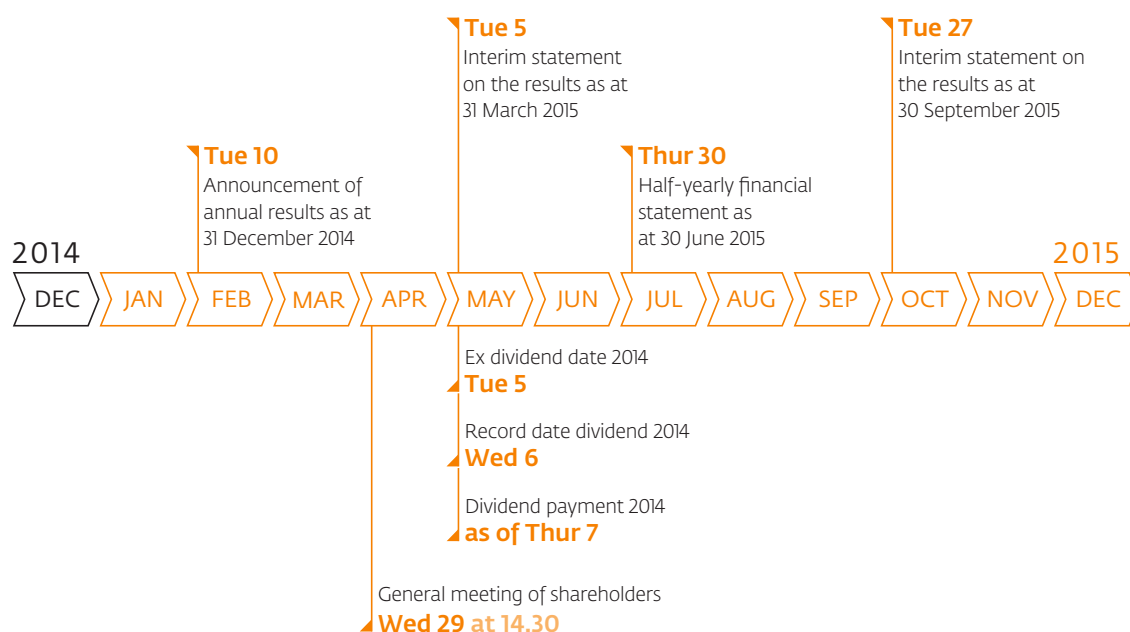 Tue 5
Interim statement
on the results as at
31 March 2015
Tue 27
Interim statement on
the results as at
30 September 2015
Tue 10
Announcement of
annual results as at
31 December 2014
Thur 30
Half-yearly financial
statement as
at 30 June 2015
2014
2015
DEC JAN FEB MAR APR MAY JUN JUL AUG SEP OCT NOV DEC
Ex dividend date 2014
Tue 5
Record date dividend 2014
Wed 6
Dividend payment 2014
as of Thur 7
General meeting of shareholders
Wed 29 at 14.30